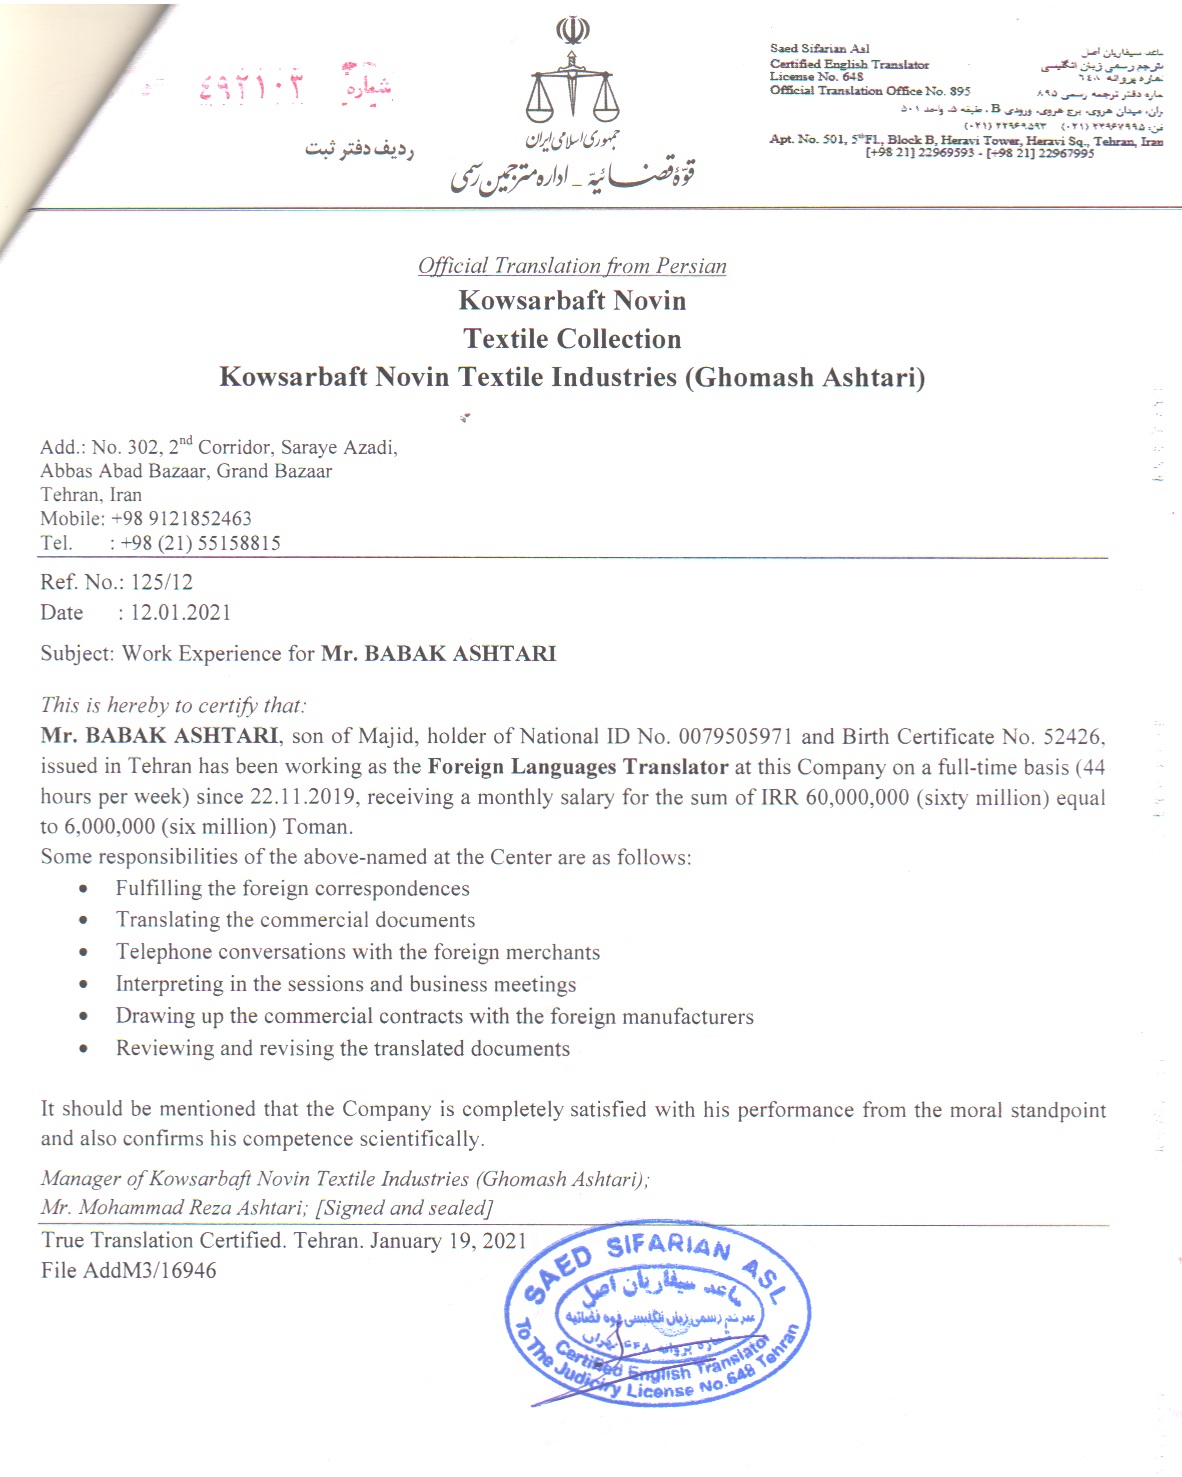 شماره ٤٩٢١٠٣
ردیف دفتر ثبت
جمهوری اسلامی ایران
قوّهٔ قضائیّه - اداره مترجمین رسمی
Saed Sifarian Asl
Certified English Translator
License No. 648
Official Translation Office No. 895
ساعد سیفاریان اصل
مترجم رسمی زبان انگلیسی
شماره پروانه ٦٤٨
ماره دفتر ترجمه رسمی ۸۹۵
ران، میدان هروی، برج هروی، ورودی B، طبقه ۵، واحد ۵۰۱
فن: ۲۲۹۶۷۹۹۵ (۰۲۱) ۲۲۹۶۹۵۹۳ (۰۲۱)
Apt. No. 501, 5th Fl., Block B, Heravi Tower, Heravi Sq., Tehran, Iran
[+98 21] 22969593 - [+98 21] 22967995
Official Translation from Persian
Kowsarbaft Novin
Textile Collection
Kowsarbaft Novin Textile Industries (Ghomash Ashtari)
Add.: No. 302, 2nd Corridor, Saraye Azadi,
Abbas Abad Bazaar, Grand Bazaar
Tehran, Iran
Mobile: +98 9121852463
Tel. : +98 (21) 55158815
Ref. No.: 125/12
Date : 12.01.2021
Subject: Work Experience for Mr. BABAK ASHTARI
This is hereby to certify that:
Mr. BABAK ASHTARI, son of Majid, holder of National ID No. 0079505971 and Birth Certificate No. 52426,
issued in Tehran has been working as the Foreign Languages Translator at this Company on a full-time basis (44
hours per week) since 22.11.2019, receiving a monthly salary for the sum of IRR 60,000,000 (sixty million) equal
to 6,000,000 (six million) Toman.
Some responsibilities of the above-named at the Center are as follows:
• Fulfilling the foreign correspondences
• Translating the commercial documents
• Telephone conversations with the foreign merchants
• Interpreting in the sessions and business meetings
• Drawing up the commercial contracts with the foreign manufacturers
• Reviewing and revising the translated documents
It should be mentioned that the Company is completely satisfied with his performance from the moral standpoint
and also confirms his competence scientifically.
Manager of Kowsarbaft Novin Textile Industries (Ghomash Ashtari);
Mr. Mohammad Reza Ashtari; [Signed and sealed]
True Translation Certified. Tehran. January 19, 2021
File AddM3/16946
SAED SIFARIAN ASL
ساعد سیفاریان اصل
مترجم رسمی زبان انگلیسی قوه قضائیه
شماره پروانه ٦٤٨ تهران
Certified English Translator
To The Judiciry License No.648 Tehran